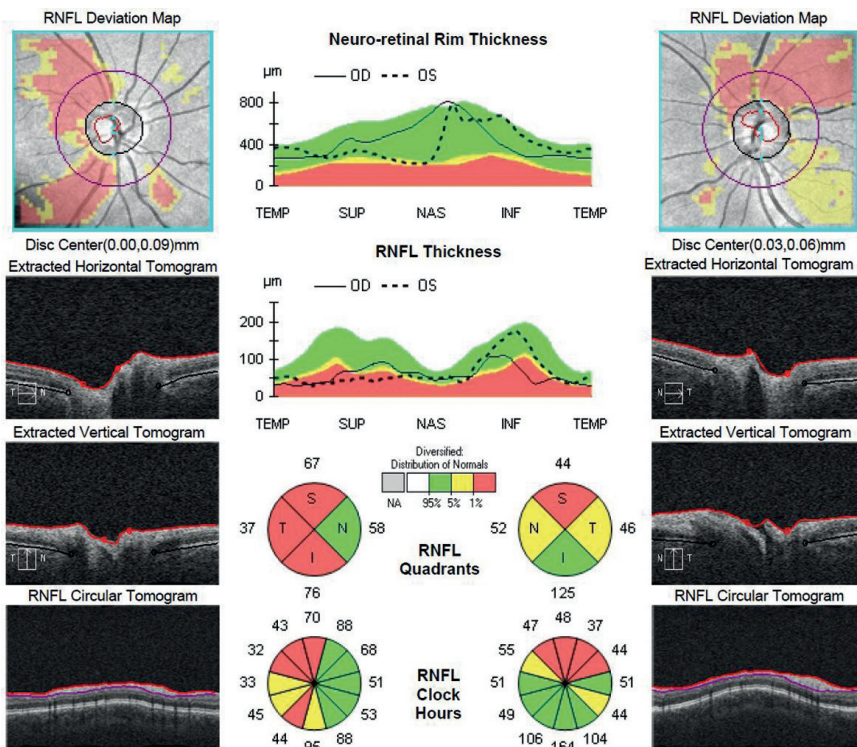 RNFL Deviation Map
Disc Center(0.00,0.09)mm
Extracted Horizontal Tomogram
T N
Extracted Vertical Tomogram
T N
RNFL Circular Tomogram
Neuro-retinal Rim Thickness
µm
OD OS
800
400
0
TEMP SUP NAS INF TEMP
RNFL Thickness
µm
OD OS
200
100
0
TEMP SUP NAS INF TEMP
Diversified:
Distribution of Normals
NA 95% 5% 1%
67
S
37 T N 58
I
76
RNFL
Quadrants
44
S
52 N T 46
I
125
70
43 88
32 68
33 51
45 53
44 88
95
RNFL
Clock
Hours
48
47 37
55 44
51 51
49 44
106 104
164
RNFL Deviation Map
Disc Center(0.03,0.06)mm
Extracted Horizontal Tomogram
N T
Extracted Vertical Tomogram
N T
RNFL Circular Tomogram